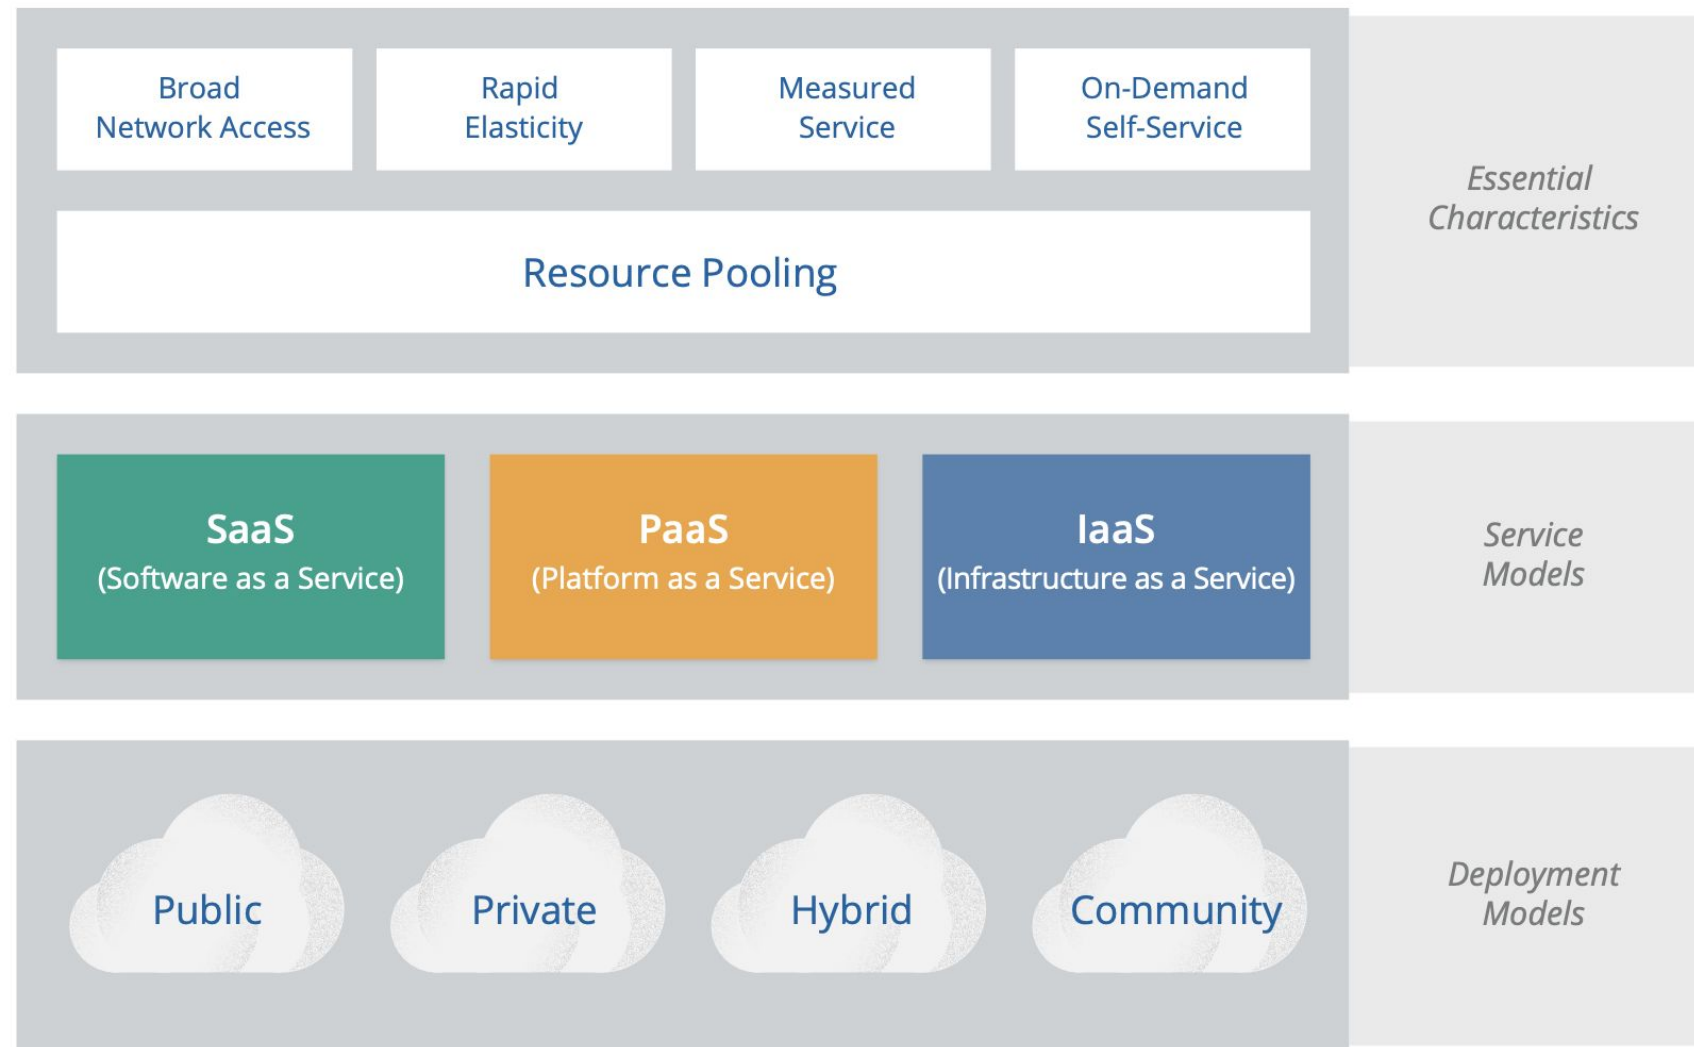 Broad
Network Access
Rapid
Elasticity
Measured
Service
On-Demand
Self-Service
Resource Pooling
Essential
Characteristics
SaaS
(Software as a Service)
PaaS
(Platform as a Service)
IaaS
(Infrastructure as a Service)
Service
Models
Public
Private
Hybrid
Community
Deployment
Models